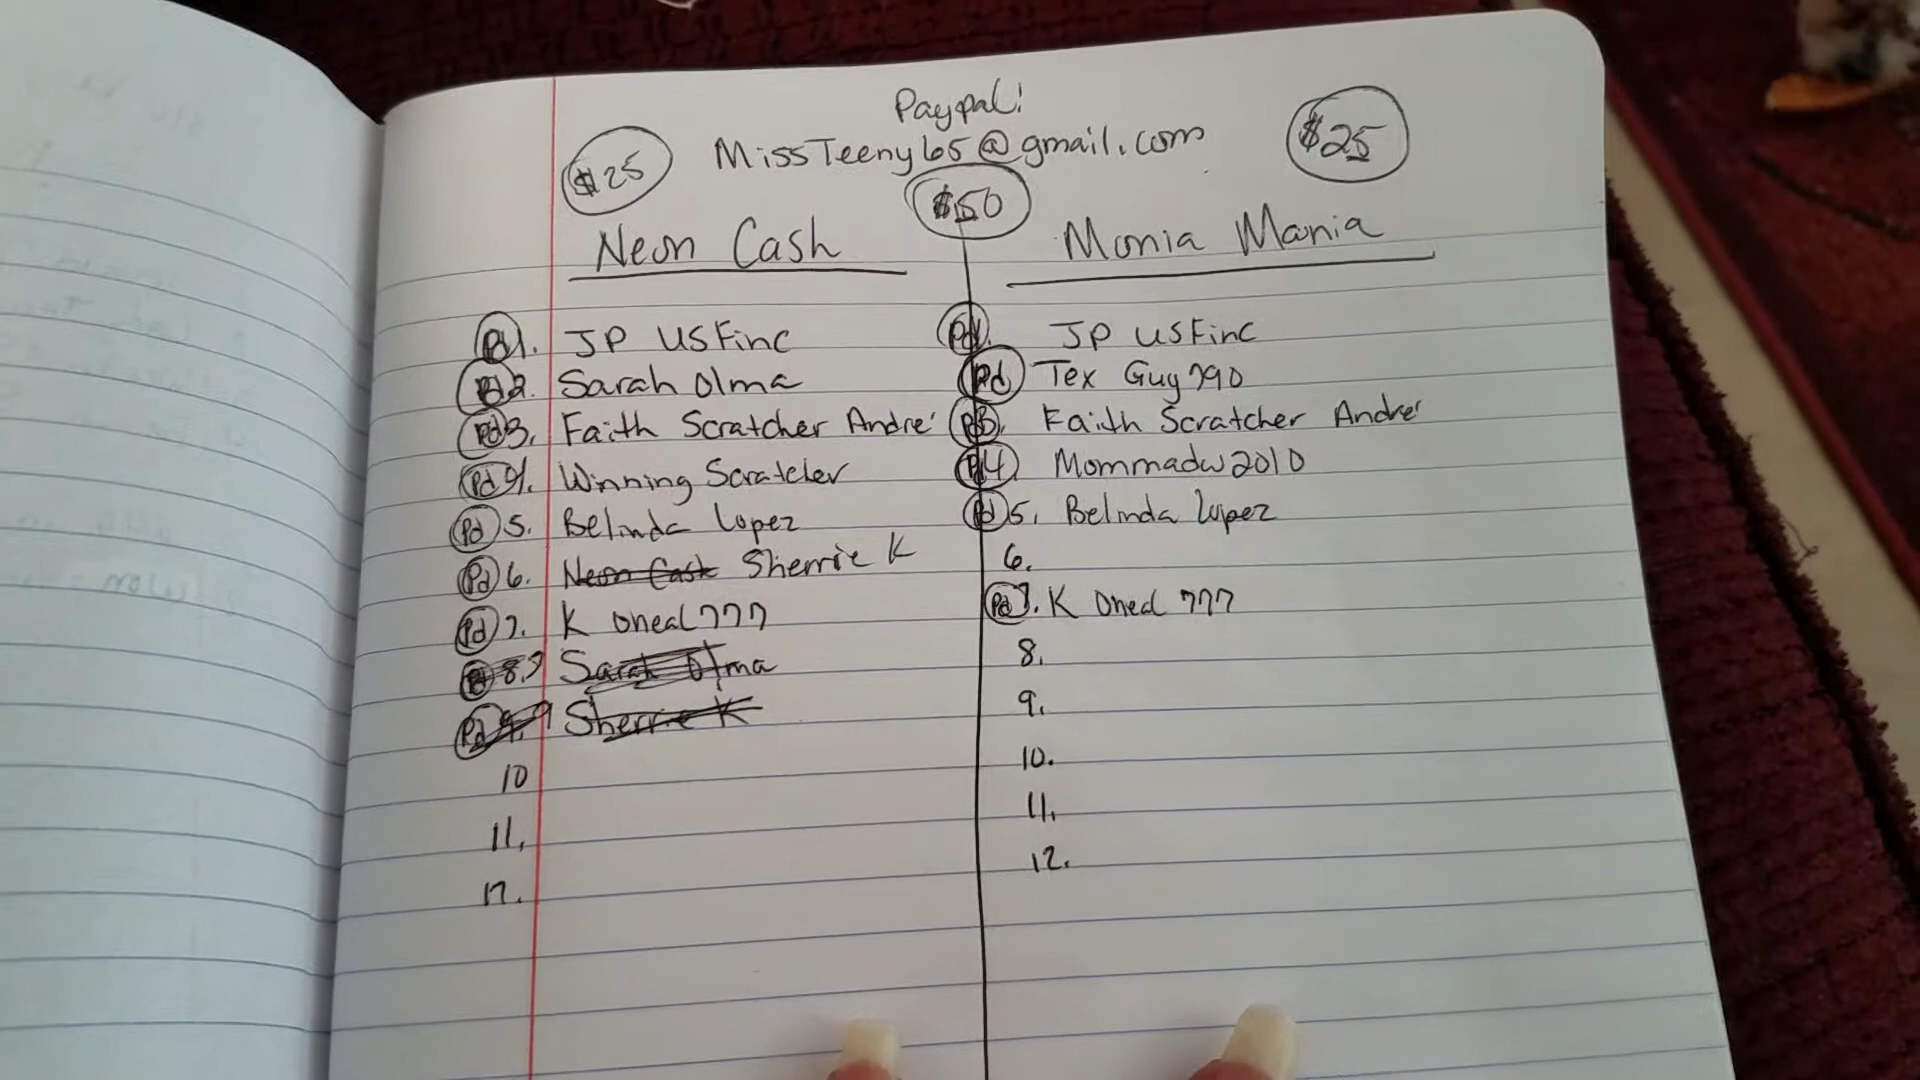 Paypal:
MissTeeny65@gmail.com
$25
$50
$25
Neon Cash
Monia Mania
Pd 1. JP USFinc
Pd 2. Sarah Olma
Pd 3. Faith Scratcher Andre'
Pd 4. Winning Scratcher
Pd 5. Belinda Lopez
Pd 6. Neon Cash Sherrie K
Pd 7. K Oneal 777
8. Sarah Olma
Pd 9. Sherrie K
10
11.
12.
Pd 1. JP USFinc
Pd Tex Guy 790
Pd 3. Faith Scratcher Andre'
Pd 4. Mommadw2010
Pd 5. Belinda Lopez
6.
Pd 7. K Oneal 777
8.
9.
10.
11.
12.